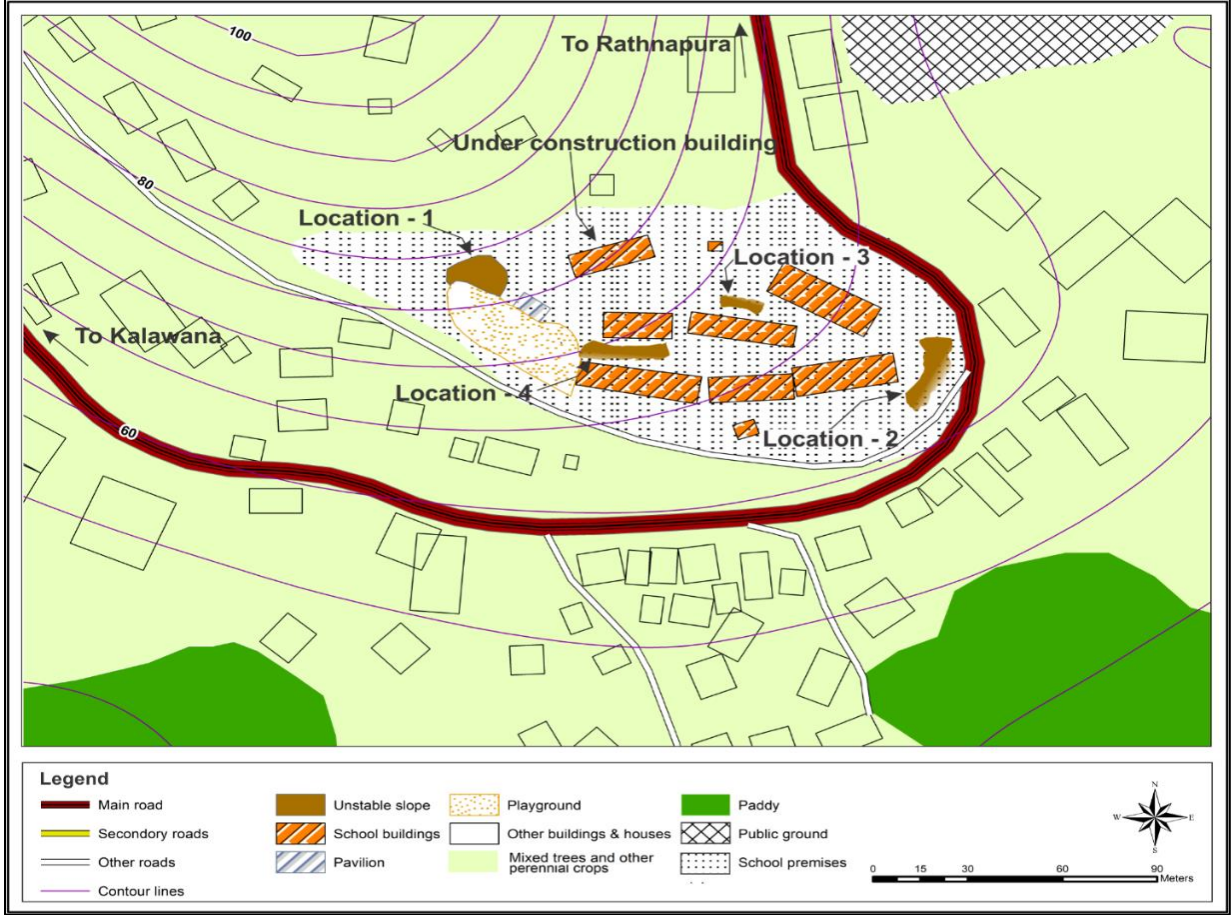 100
To Rathnapura
Under construction building
80
Location - 1
Location - 3
To Kalawana
Location - 4
60
Location - 2
Legend
Main road
Secondory roads
Other roads
Contour lines
Unstable slope
School buildings
Pavilion
Playground
Other buildings & houses
Mixed trees and other
perennial crops
Paddy
Public ground
School premises
N
W
E
S
0 15 30 60 90
Meters